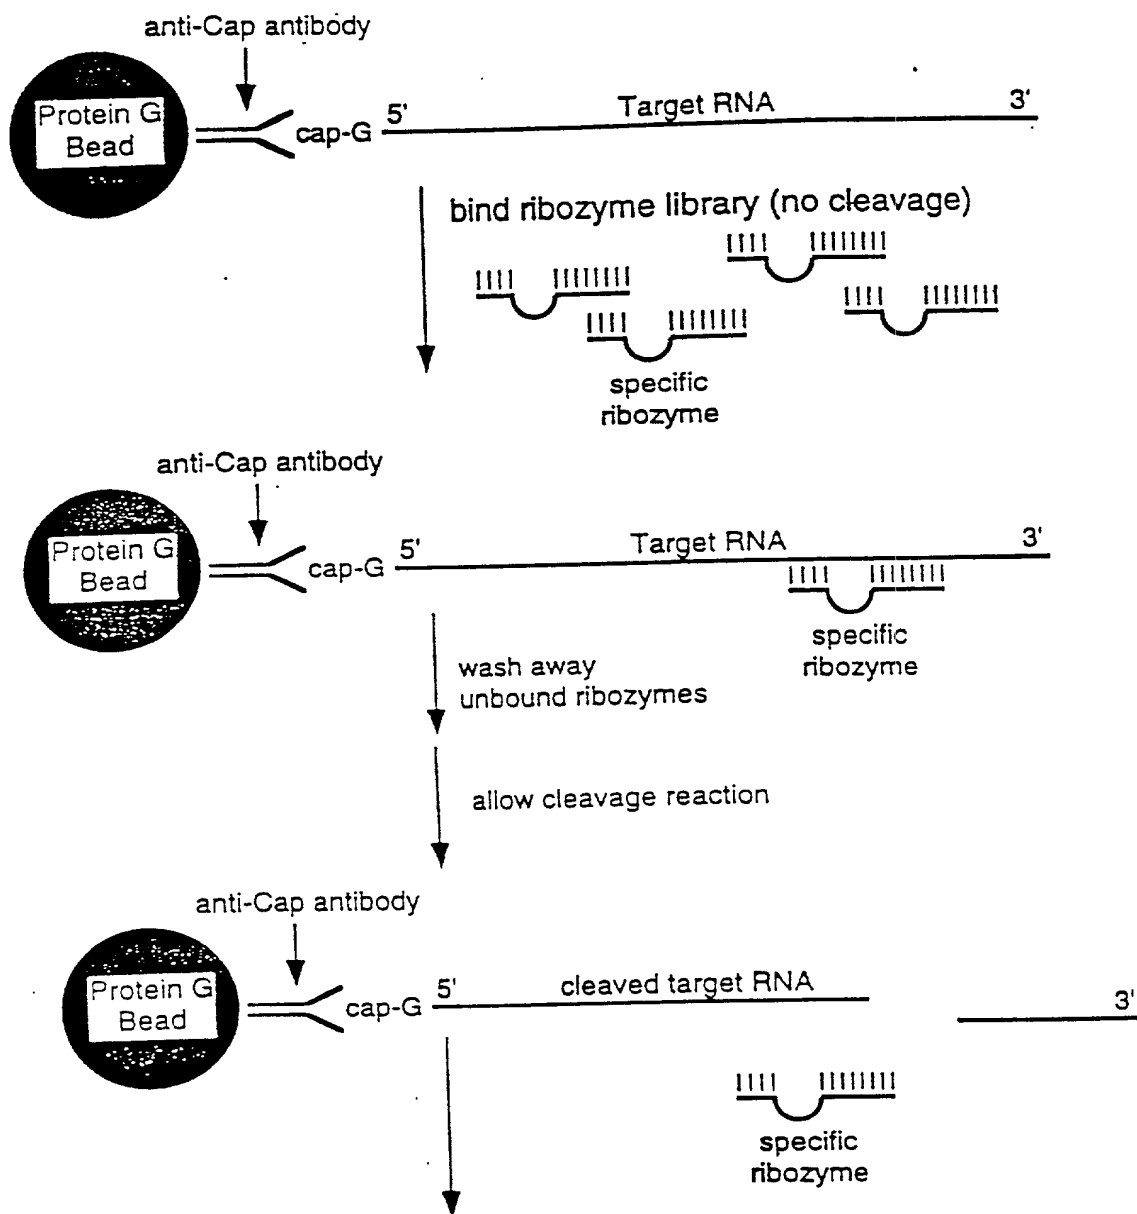 anti-Cap antibody
Protein G
Bead
cap-G
5'
Target RNA
3'
bind ribozyme library (no cleavage)
specific
ribozyme
anti-Cap antibody
Protein G
Bead
cap-G
5'
Target RNA
3'
specific
ribozyme
wash away
unbound ribozymes
allow cleavage reaction
anti-Cap antibody
Protein G
Bead
cap-G
5'
cleaved target RNA
3'
specific
ribozyme